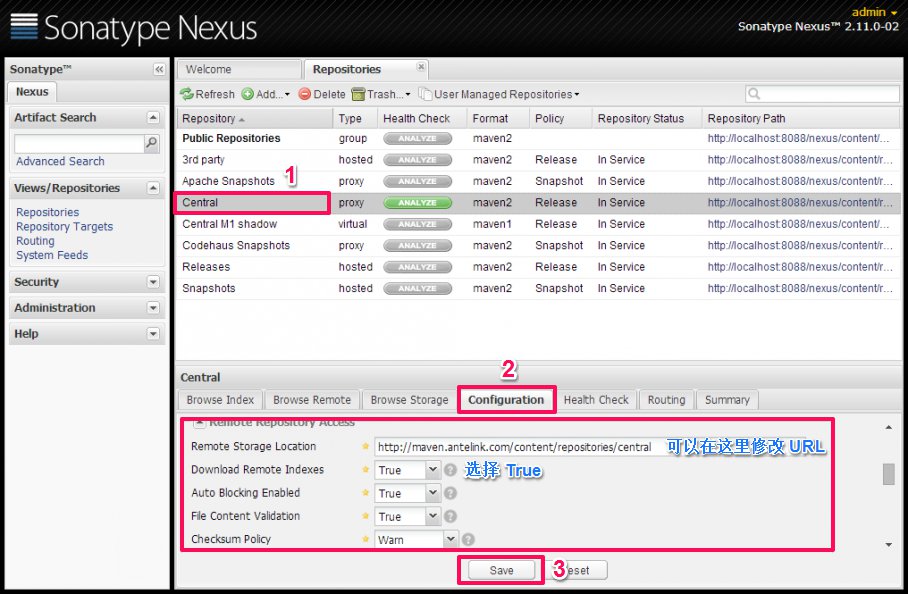 Sonatype Nexus
admin
Sonatype Nexus™ 2.11.0-02
Sonatype™
Nexus
Artifact Search
Advanced Search
Views/Repositories
Repositories
Repository Targets
Routing
System Feeds
Security
Administration
Help
Welcome
Repositories
Refresh Add... Delete Trash... User Managed Repositories
Repository Type Health Check Format Policy Repository Status Repository Path
Public Repositories group ANALYZE maven2 http://localhost:8088/nexus/content/...
3rd party hosted ANALYZE maven2 Release In Service http://localhost:8088/nexus/content/r...
1
Apache Snapshots proxy ANALYZE maven2 Snapshot In Service http://localhost:8088/nexus/content/r...
Central proxy ANALYZE maven2 Release In Service http://localhost:8088/nexus/content/r...
Central M1 shadow virtual ANALYZE maven1 Release In Service http://localhost:8088/nexus/content/r...
Codehaus Snapshots proxy ANALYZE maven2 Snapshot In Service http://localhost:8088/nexus/content/r...
Releases hosted ANALYZE maven2 Release In Service http://localhost:8088/nexus/content/r...
Snapshots hosted ANALYZE maven2 Snapshot In Service http://localhost:8088/nexus/content/r...
2
Central
Browse Index Browse Remote Browse Storage Configuration Health Check Routing Summary
Remote Repository Access
Remote Storage Location http://maven.antelink.com/content/repositories/central 可以在这里修改 URL
Download Remote Indexes True 选择 True
Auto Blocking Enabled True
File Content Validation True
Checksum Policy Warn
Save 3 Reset